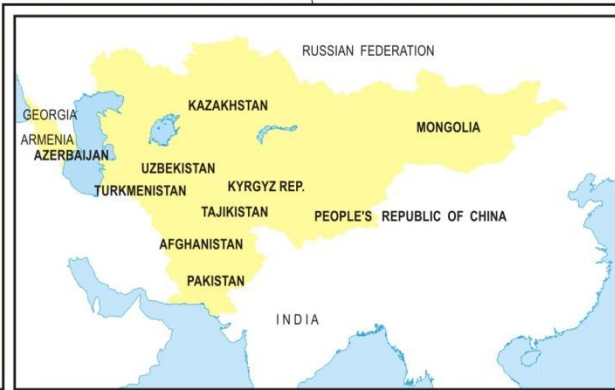 RUSSIAN FEDERATION
KAZAKHSTAN
GEORGIA
MONGOLIA
ARMENIA
AZERBAIJAN
UZBEKISTAN
TURKMENISTAN
KYRGYZ REP.
TAJIKISTAN
PEOPLE'S REPUBLIC OF CHINA
AFGHANISTAN
PAKISTAN
INDIA